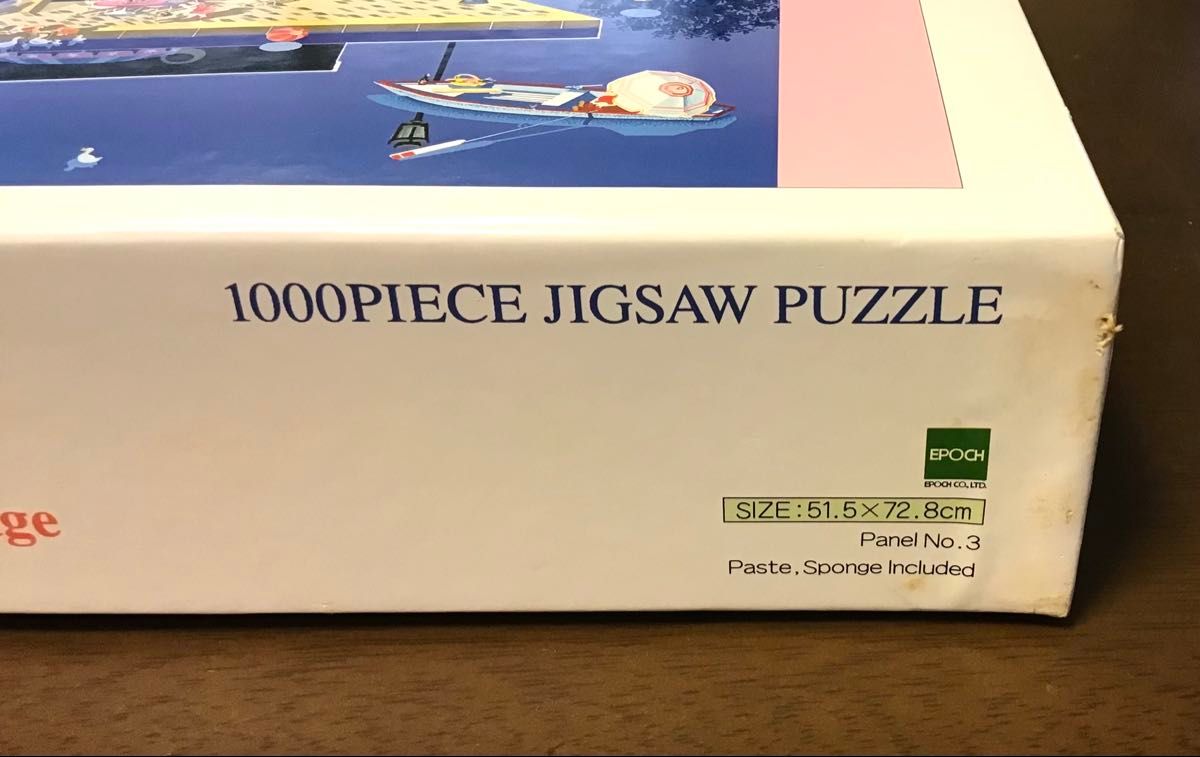 1000PIECE JIGSAW PUZZLE
EPOCH
EPOCH CO., LTD.
SIZE:51.5×72.8cm
Panel No.3
Paste, Sponge Included